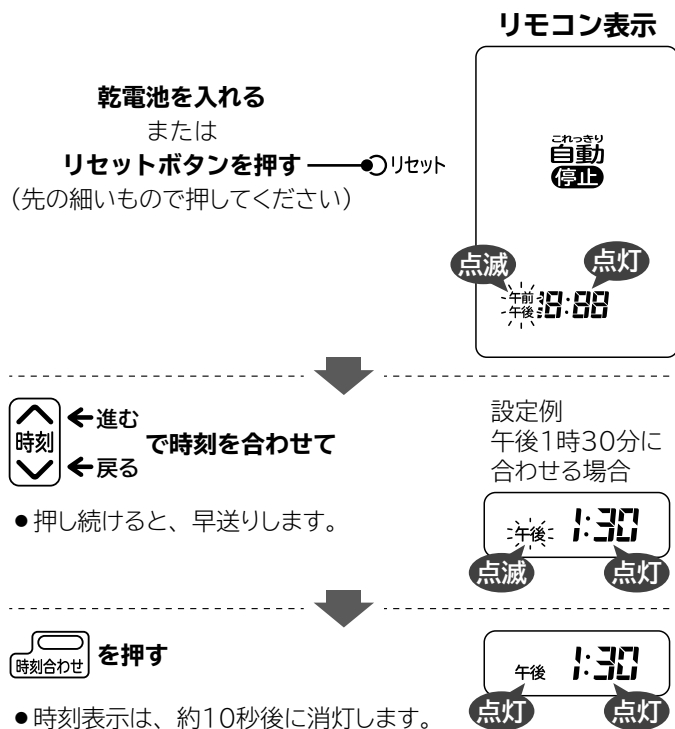 リモコン表示
乾電池を入れる
または
リセットボタンを押す リセット
（先の細いもので押してください）
これっきり
自動
停止
点滅 点灯
午前
午後 18:88
時刻
進む
戻る
で時刻を合わせて
●押し続けると、早送りします。
設定例
午後1時30分に
合わせる場合
午後 1:30
点滅 点灯
時刻合わせ を押す
●時刻表示は、約10秒後に消灯します。
午後 1:30
点灯 点灯